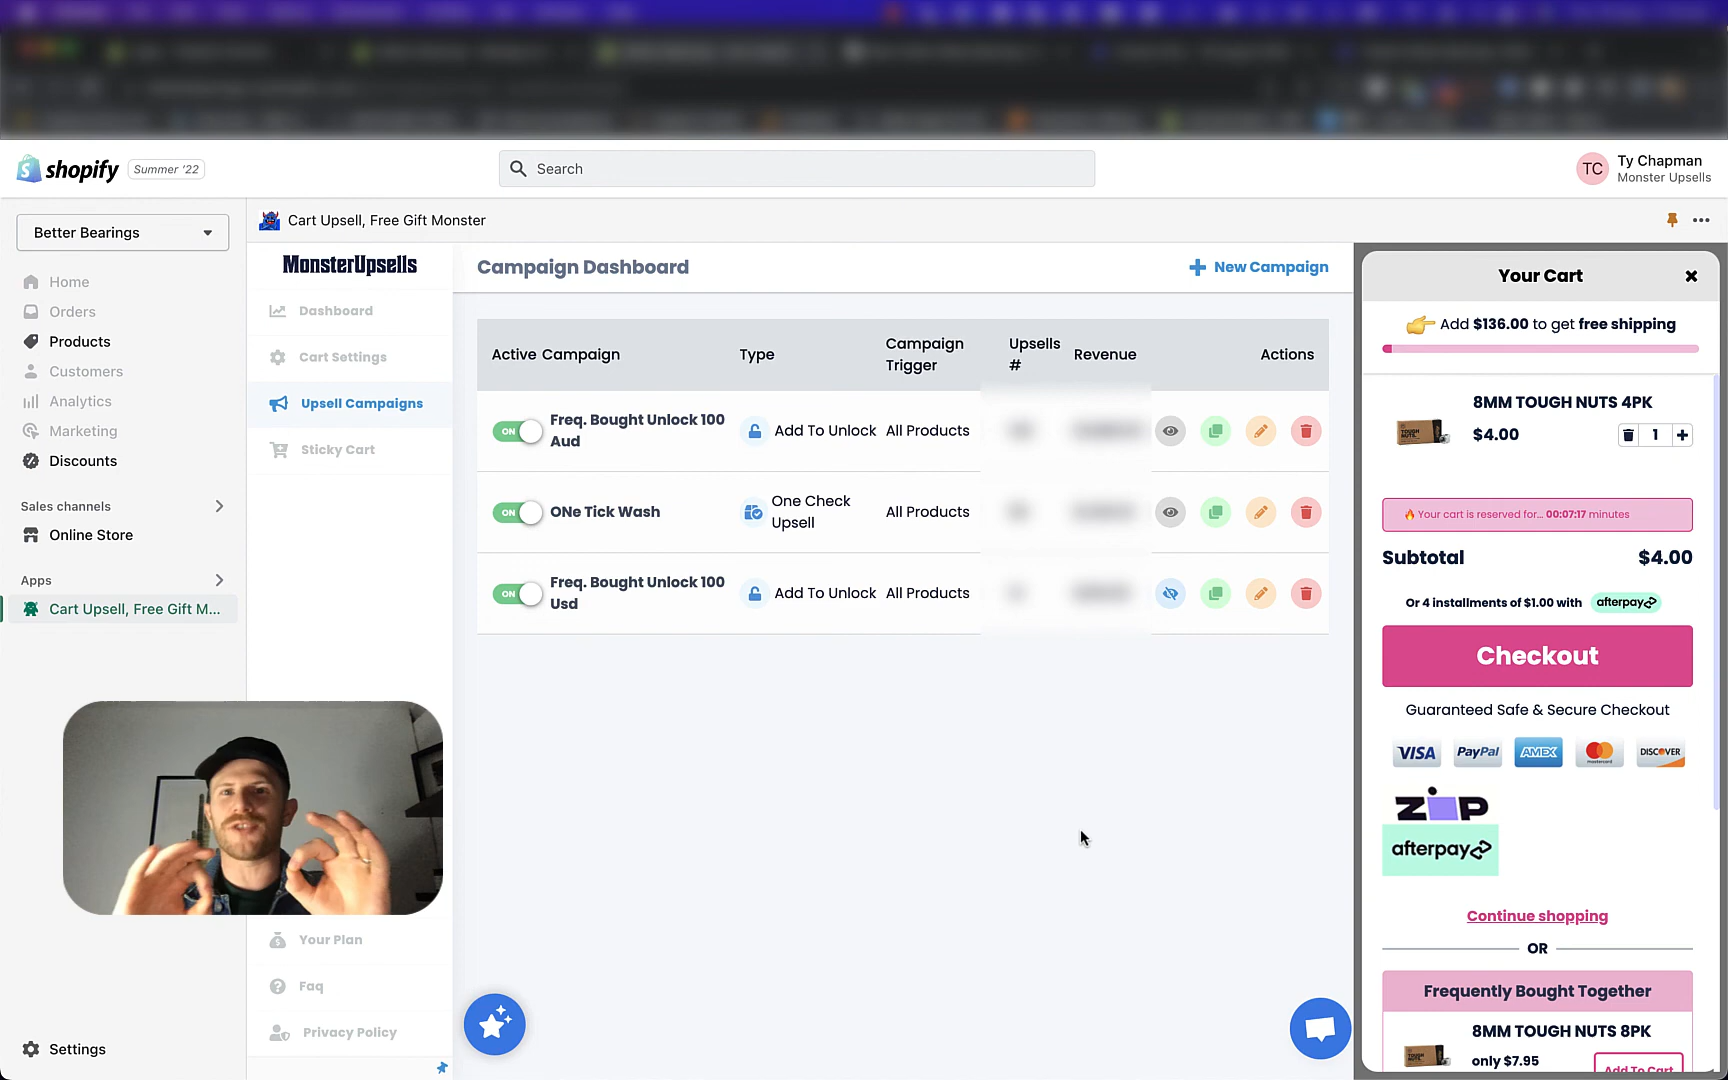 shopify
Summer '22
Search
TC
Ty Chapman
Monster Upsells
Better Bearings
Home
Orders
Products
Customers
Analytics
Marketing
Discounts
Sales channels
Online Store
Apps
Cart Upsell, Free Gift M...
Settings
Cart Upsell, Free Gift Monster
MonsterUpsells
Dashboard
Cart Settings
Upsell Campaigns
Sticky Cart
Your Plan
Faq
Privacy Policy
Campaign Dashboard
New Campaign
Active Campaign
Type
Campaign
Trigger
Upsells
#
Revenue
Actions
ON
Freq. Bought Unlock 100
Aud
Add To Unlock
All Products
ON
ONe Tick Wash
One Check
Upsell
All Products
ON
Freq. Bought Unlock 100
Usd
Add To Unlock
All Products
Your Cart
Add $136.00 to get free shipping
8MM TOUGH NUTS 4PK
$4.00
1
Your cart is reserved for... 00:07:17 minutes
Subtotal
$4.00
Or 4 installments of $1.00 with afterpay
Checkout
Guaranteed Safe & Secure Checkout
VISA
PayPal
AMEX
mastercard
DISCOVER
ZIP
afterpay
Continue shopping
OR
Frequently Bought Together
8MM TOUGH NUTS 8PK
only $7.95
Add To Cart